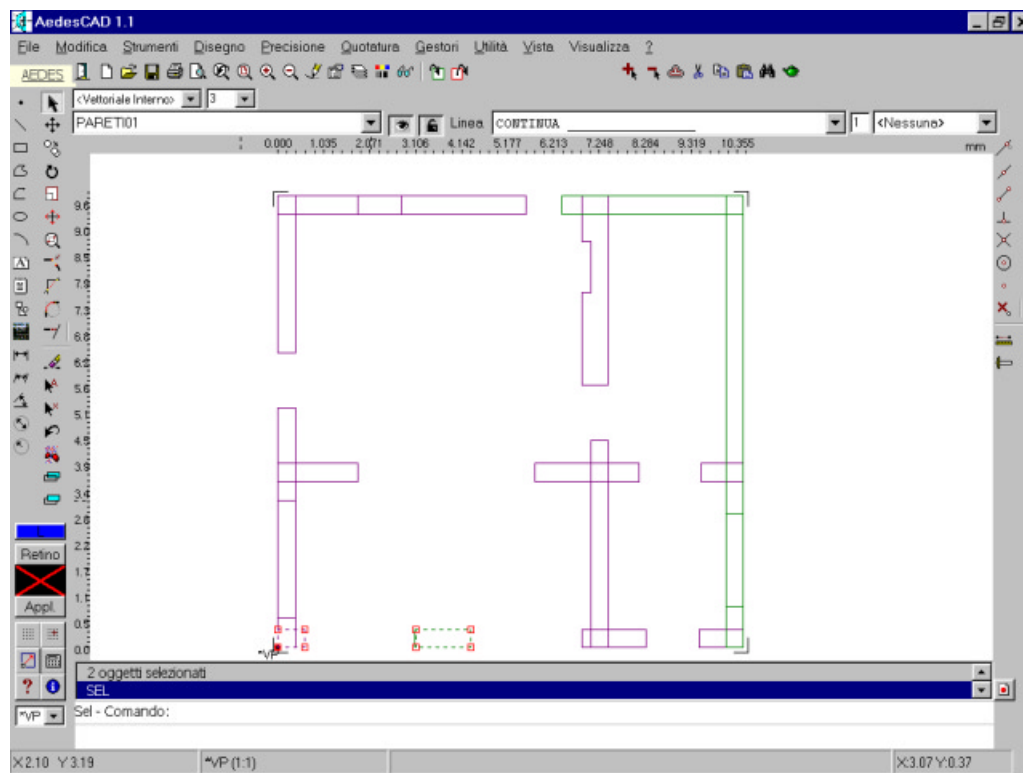 AedesCAD 1.1
File Modifica Strumenti Disegno Precisione Quotatura Gestori Utilità Vista Visualizza ?
AEDES
<Vettoriale Interno> 3
PARETI01 Linea CONTINUA 1 <Nessuna>
0.000 1.035 2.071 3.106 4.142 5.177 6.213 7.248 8.284 9.319 10.355 mm
9.6
9.0
8.5
7.9
7.3
6.8
6.2
5.6
5.1
4.5
3.9
3.4
2.8
2.2
1.7
1.1
0.5
0.0
L
Retino
Appl.
*VP
2 oggetti selezionati
SEL
*VP
Sel - Comando:
X2.10 Y3.19 *VP (1:1) X:3.07 Y:0.37